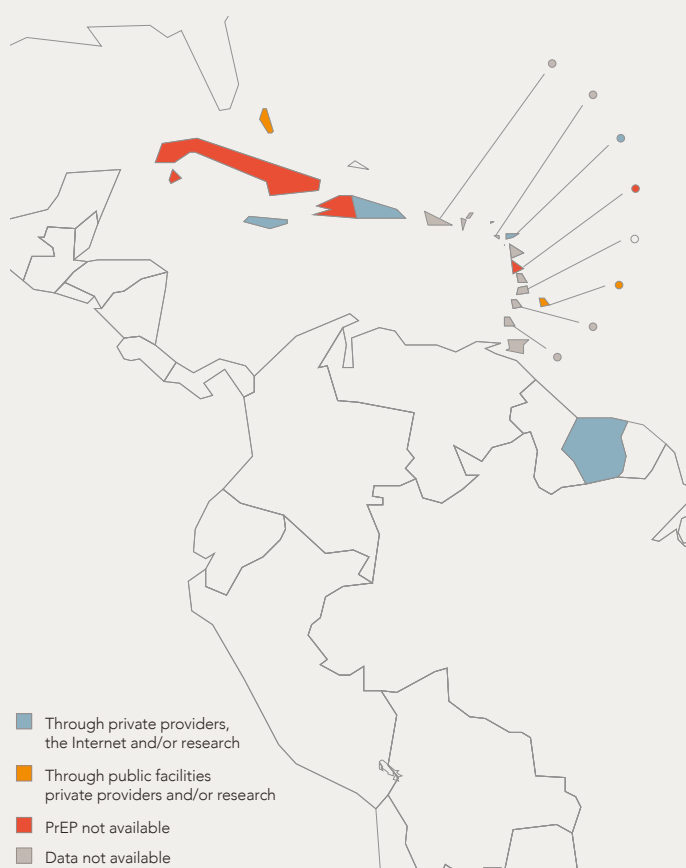 Through private providers,
the Internet and/or research
Through public facilities
private providers and/or research
PrEP not available
Data not available